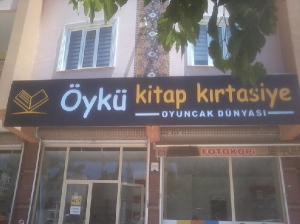 Öykü kitap kırtasiye
OYUNCAK DÜNYASI
FOTOKOPİ